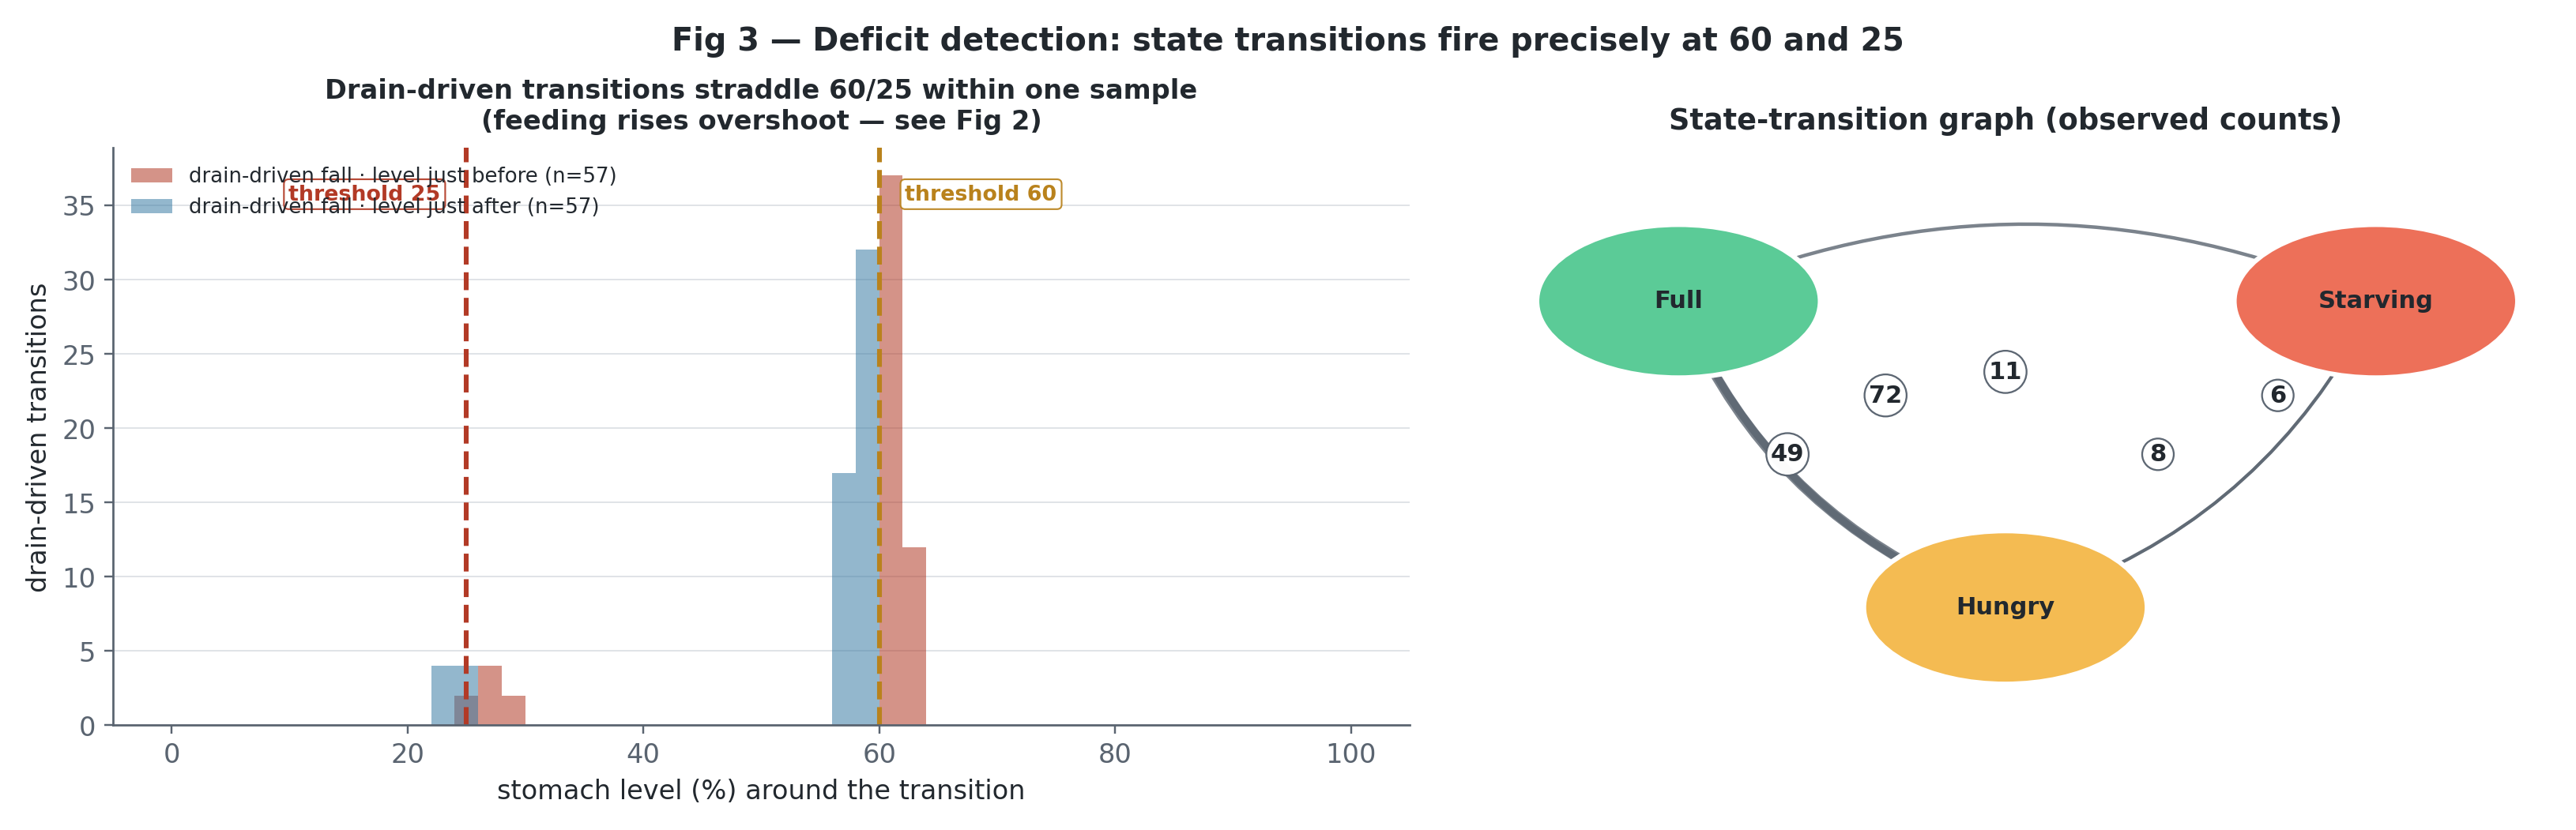 Fig 3 — Deficit detection: state transitions fire precisely at 60 and 25
Drain-driven transitions straddle 60/25 within one sample
(feeding rises overshoot — see Fig 2)
drain-driven fall · level just before (n=57)
threshold 25
drain-driven fall · level just after (n=57)
threshold 60
drain-driven transitions
35
30
25
20
15
10
5
0
0 20 40 60 80 100
stomach level (%) around the transition
State-transition graph (observed counts)
Full
Starving
11
72
6
49
8
Hungry